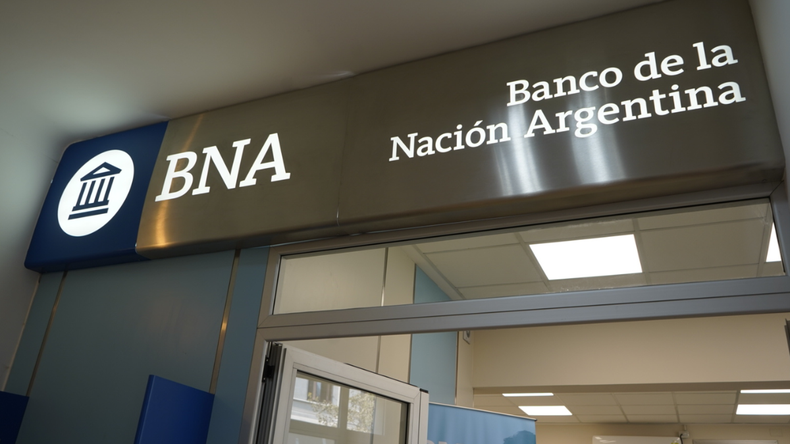 BNA
Banco de la
Nación Argentina